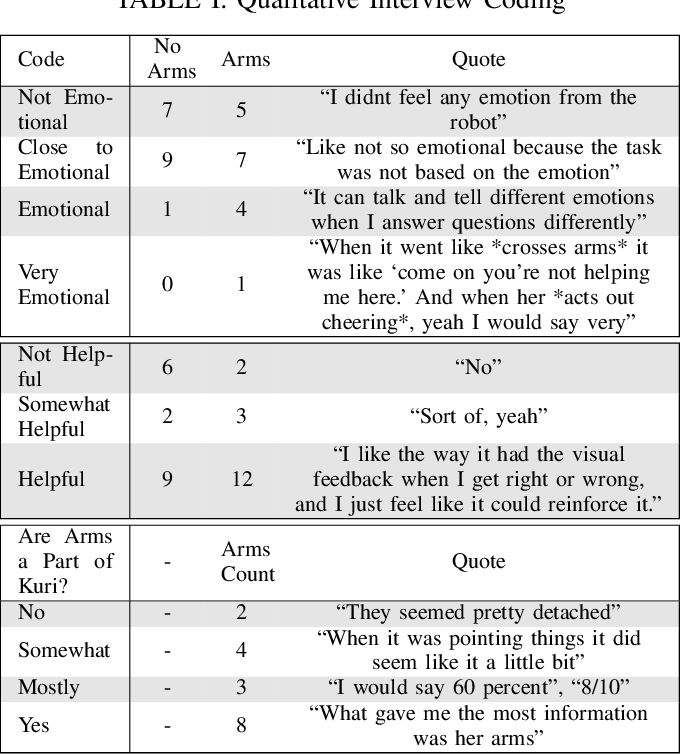 TABLE I: Qualitative Interview Coding
Code No Arms Arms Quote
Not Emo-
tional 7 5 “I didnt feel any emotion from the
robot”
Close to
Emotional 9 7 “Like not so emotional because the task
was not based on the emotion”
Emotional 1 4 “It can talk and tell different emotions
when I answer questions differently”
Very
Emotional 0 1 “When it went like *crosses arms* it
was like ‘come on you’re not helping
me here.’ And when her *acts out
cheering*, yeah I would say very”
Not Help-
ful 6 2 “No”
Somewhat
Helpful 2 3 “Sort of, yeah”
Helpful 9 12 “I like the way it had the visual
feedback when I get right or wrong,
and I just feel like it could reinforce it.”
Are Arms
a Part of
Kuri? - Arms
Count Quote
No - 2 “They seemed pretty detached”
Somewhat - 4 “When it was pointing things it did
seem like it a little bit”
Mostly - 3 “I would say 60 percent”, “8/10”
Yes - 8 “What gave me the most information
was her arms”